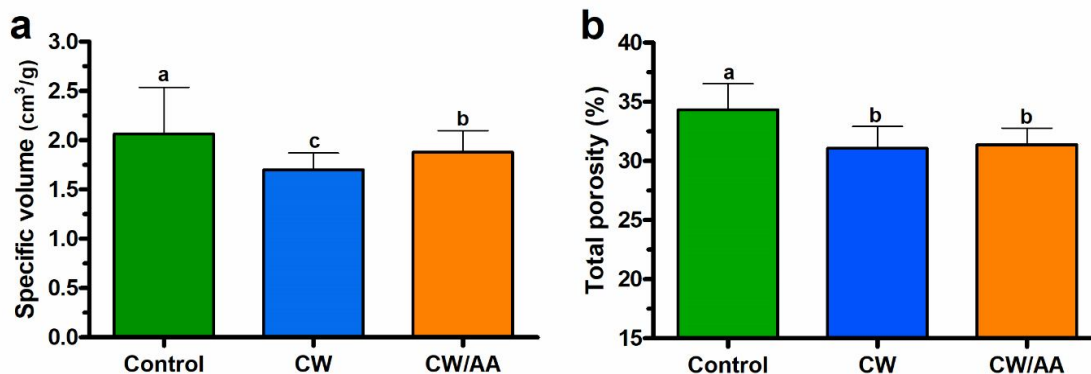 a
Specific volume (cm³/g)
3.0
2.5
2.0
1.5
1.0
0.5
0.0
a
c
b
Control
CW
CW/AA
b
Total porosity (%)
40
35
30
25
20
15
a
b
b
Control
CW
CW/AA